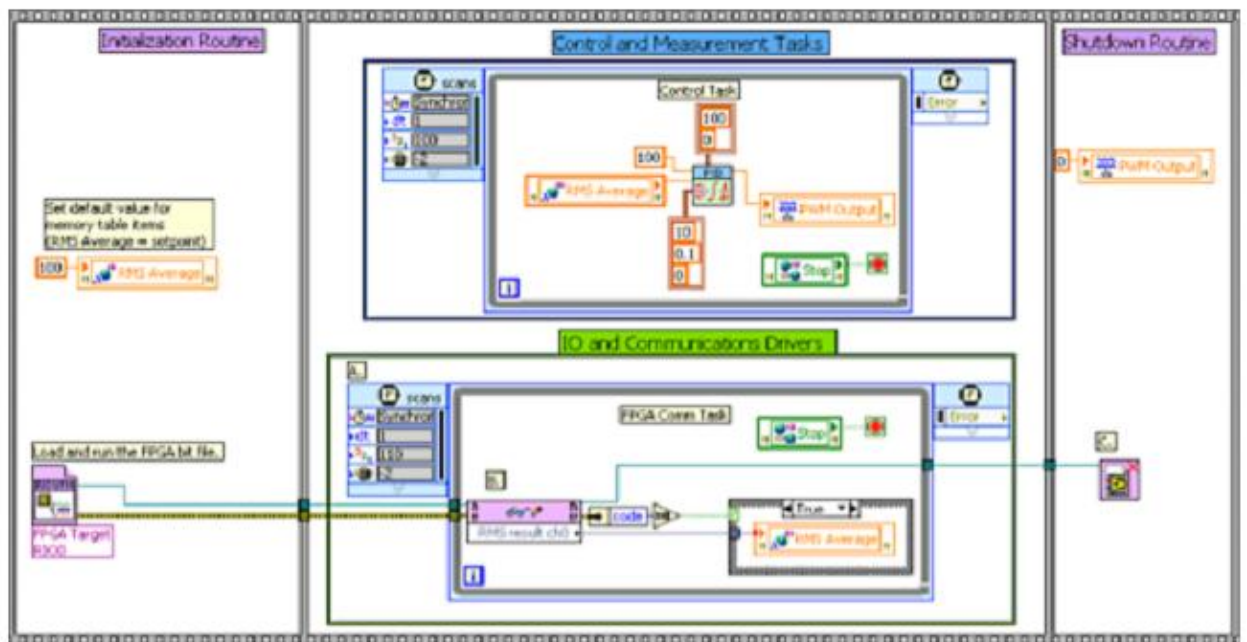 Initialization Routine
Set default value for
memory table items
(RMS Average = setpoint)
100
RMS Average
Load and run the FPGA bit file.
FPGA Target
Control and Measurement Tasks
scans
Synchron
dt
1
100
-2
Control Task
100
0
100
PID
RMS Average
PWM Output
10
0.1
0
Stop
i
Error
IO and Communications Drivers
A.
scans
Synchron
dt
1
-2
FPGA Comm Task
Stop
B.
RMS result ch0
code
True
RMS Average
i
Error
Shutdown Routine
0
PWM Output
C.